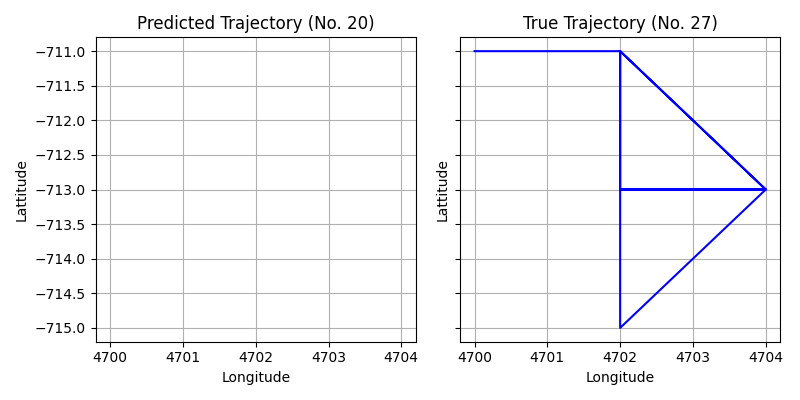 Predicted Trajectory (No. 20)
True Trajectory (No. 27)
−711.0
−711.5
−712.0
−712.5
−713.0
−713.5
−714.0
−714.5
−715.0
Lattitude
Lattitude
4700 4701 4702 4703 4704
4700 4701 4702 4703 4704
Longitude
Longitude